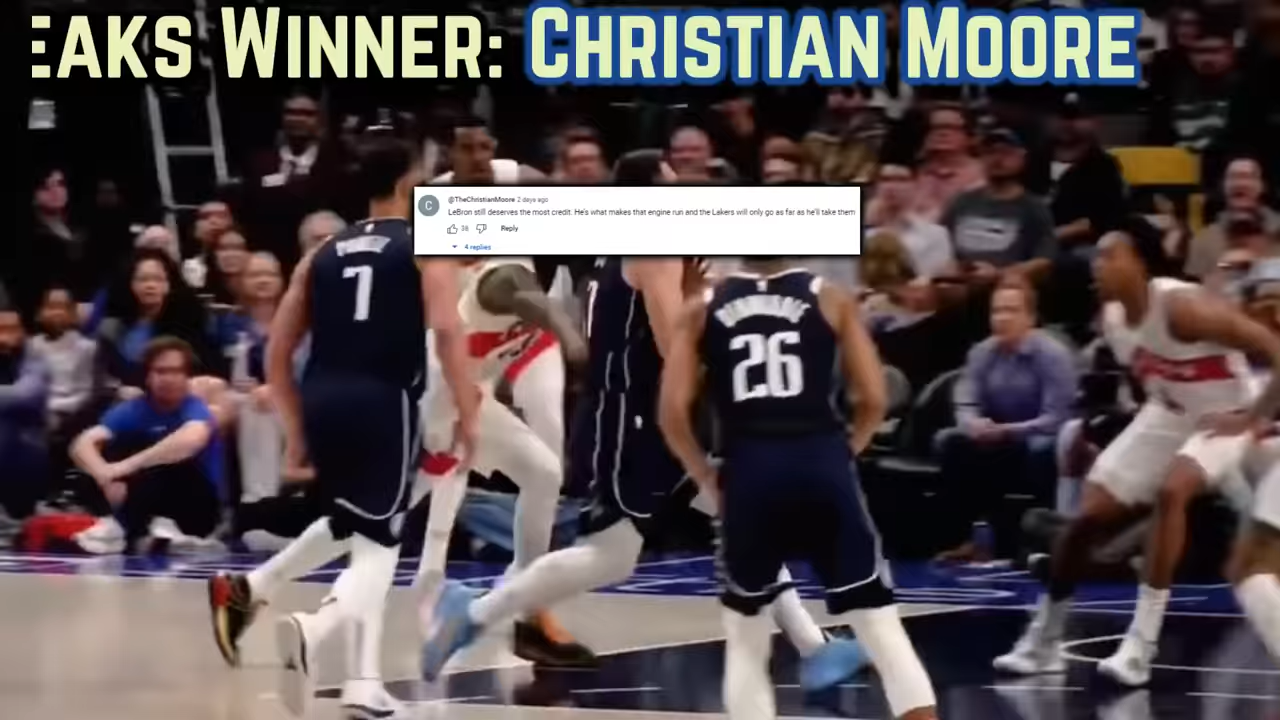 EAKS WINNER: CHRISTIAN MOORE
C
@TheChristianMoore 2 days ago
LeBron still deserves the most credit. He's what makes that engine run and the Lakers will only go as far as he'll take them
36 Reply
4 replies
7
26